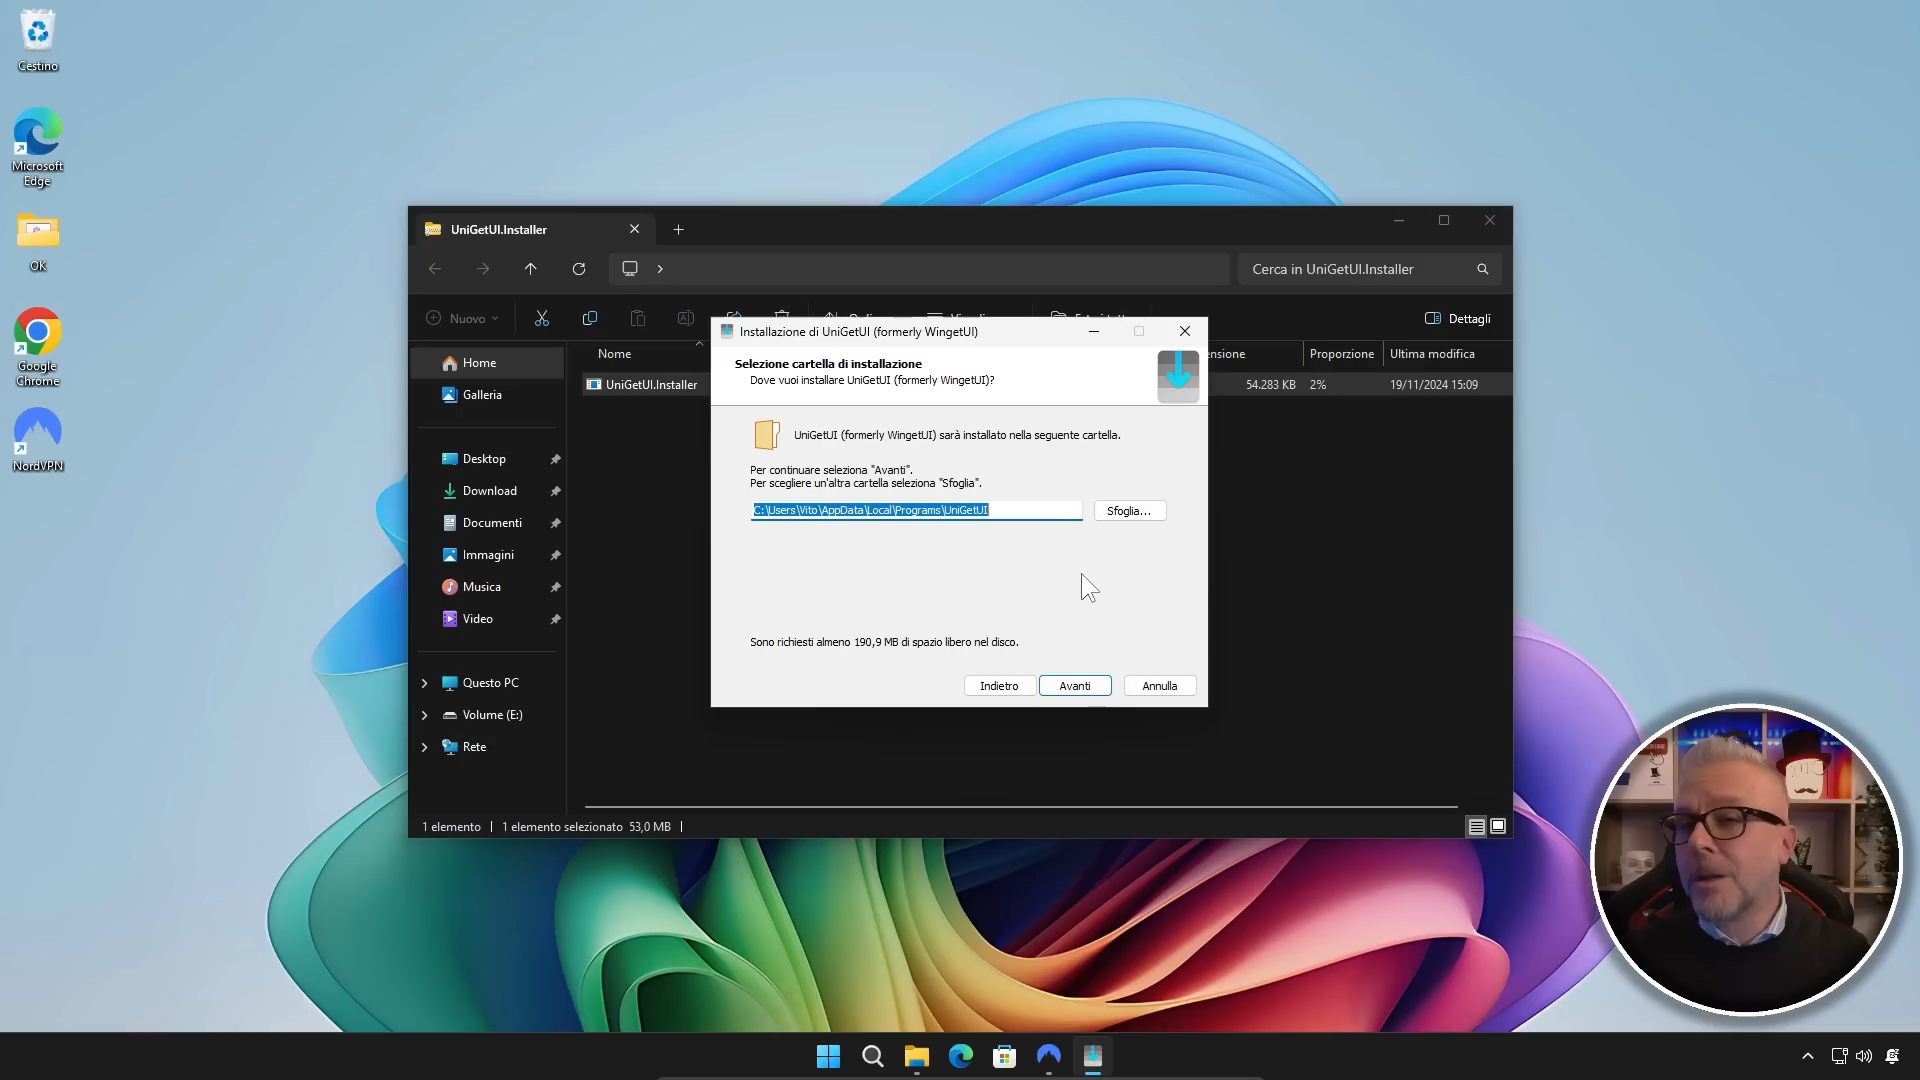 Cestino
Microsoft
Edge
OK
Google
Chrome
NordVPN
UniGetUI.Installer
Cerca in UniGetUI.Installer
Nuovo
Dettagli
Nome
Proporzione
Ultima modifica
UniGetUI.Installer
54.283 KB
2%
19/11/2024 15:09
Home
Galleria
Desktop
Download
Documenti
Immagini
Musica
Video
Questo PC
Volume (E:)
Rete
1 elemento
1 elemento selezionato 53,0 MB
Installazione di UniGetUI (formerly WingetUI)
Selezione cartella di installazione
Dove vuoi installare UniGetUI (formerly WingetUI)?
UniGetUI (formerly WingetUI) sarà installato nella seguente cartella.
Per continuare seleziona "Avanti".
Per scegliere un'altra cartella seleziona "Sfoglia".
C:\Users\Vito\AppData\Local\Programs\UniGetUI
Sfoglia...
Sono richiesti almeno 190,9 MB di spazio libero nel disco.
Indietro
Avanti
Annulla